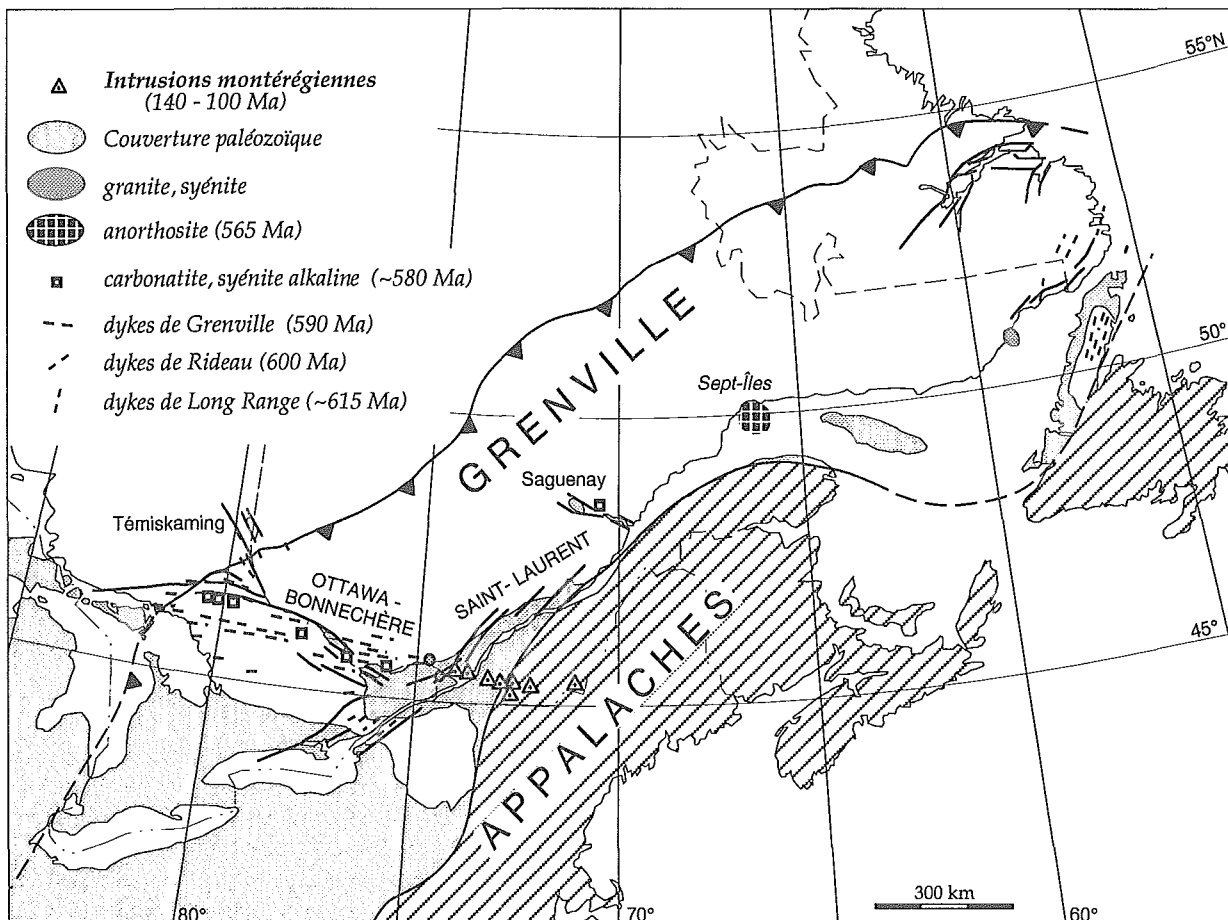 Intrusions montérégiennes
(140 - 100 Ma)
Couverture paléozoïque
granite, syénite
anorthosite (565 Ma)
carbonatite, syénite alkaline (~580 Ma)
dykes de Grenville (590 Ma)
dykes de Rideau (600 Ma)
dykes de Long Range (~615 Ma)
55°N
50°
45°
GRENVILLE
Sept-Îles
Saguenay
Témiskaming
OTTAWA -
BONNECHÈRE
SAINT-LAURENT
APPALACHES
300 km
80°
70°
60°